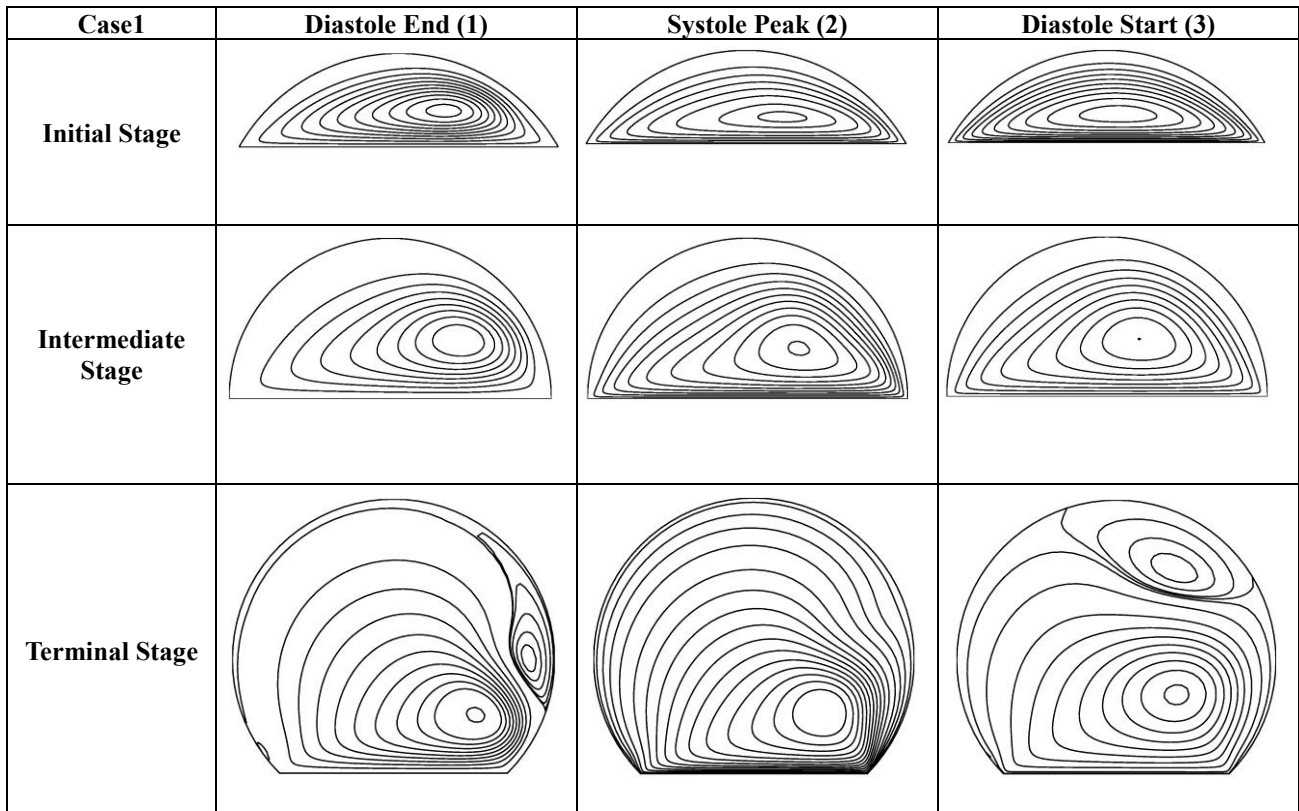 Case1
Diastole End (1)
Systole Peak (2)
Diastole Start (3)
Initial Stage
Intermediate
Stage
Terminal Stage